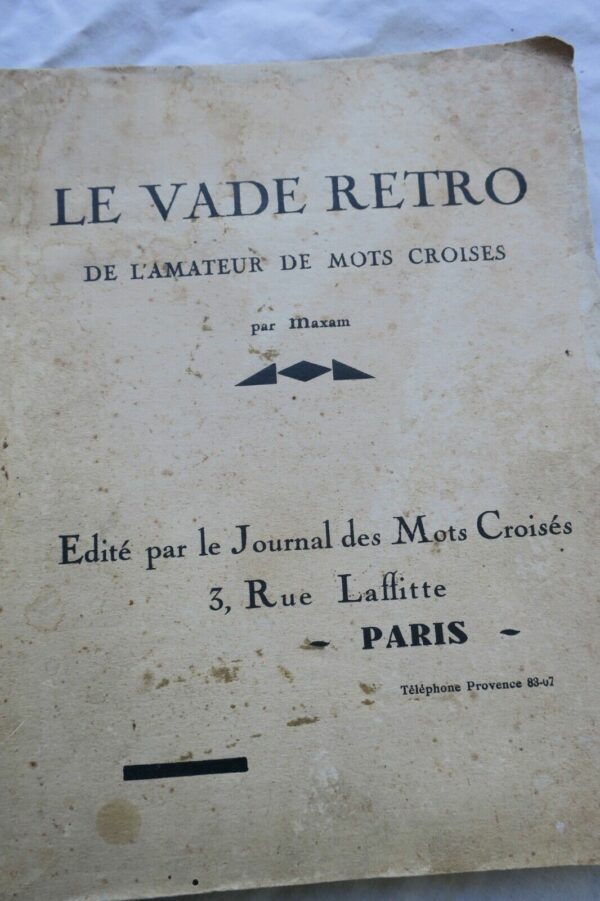 LE VADE RETRO
DE L'AMATEUR DE MOTS CROISES
par Maxam
Edité par le Journal des Mots Croisés
3, Rue Laffitte
- PARIS -
Téléphone Provence 83-07